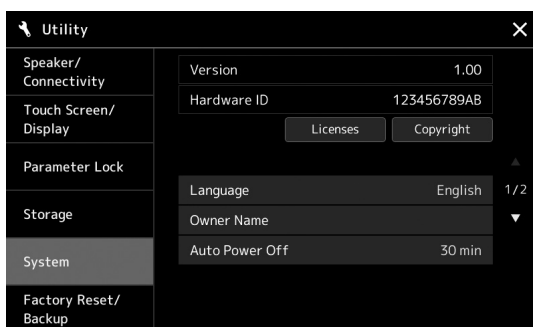 Utility
Speaker/
Connectivity
Touch Screen/
Display
Parameter Lock
Storage
System
Factory Reset/
Backup
Version 1.00
Hardware ID 123456789AB
Licenses Copyright
Language English
Owner Name
Auto Power Off 30 min
1/2